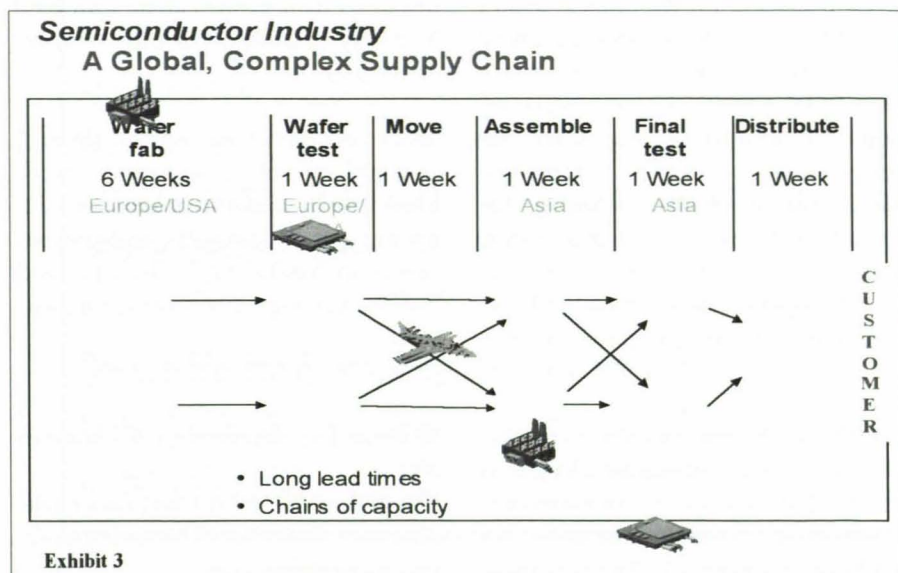 Semiconductor Industry
A Global, Complex Supply Chain
Wafer fab
6 Weeks
Europe/USA
Wafer test
1 Week
Europe/
Move
1 Week
Assemble
1 Week
Asia
Final test
1 Week
Asia
Distribute
1 Week
CUSTOMER
• Long lead times
• Chains of capacity
Exhibit 3